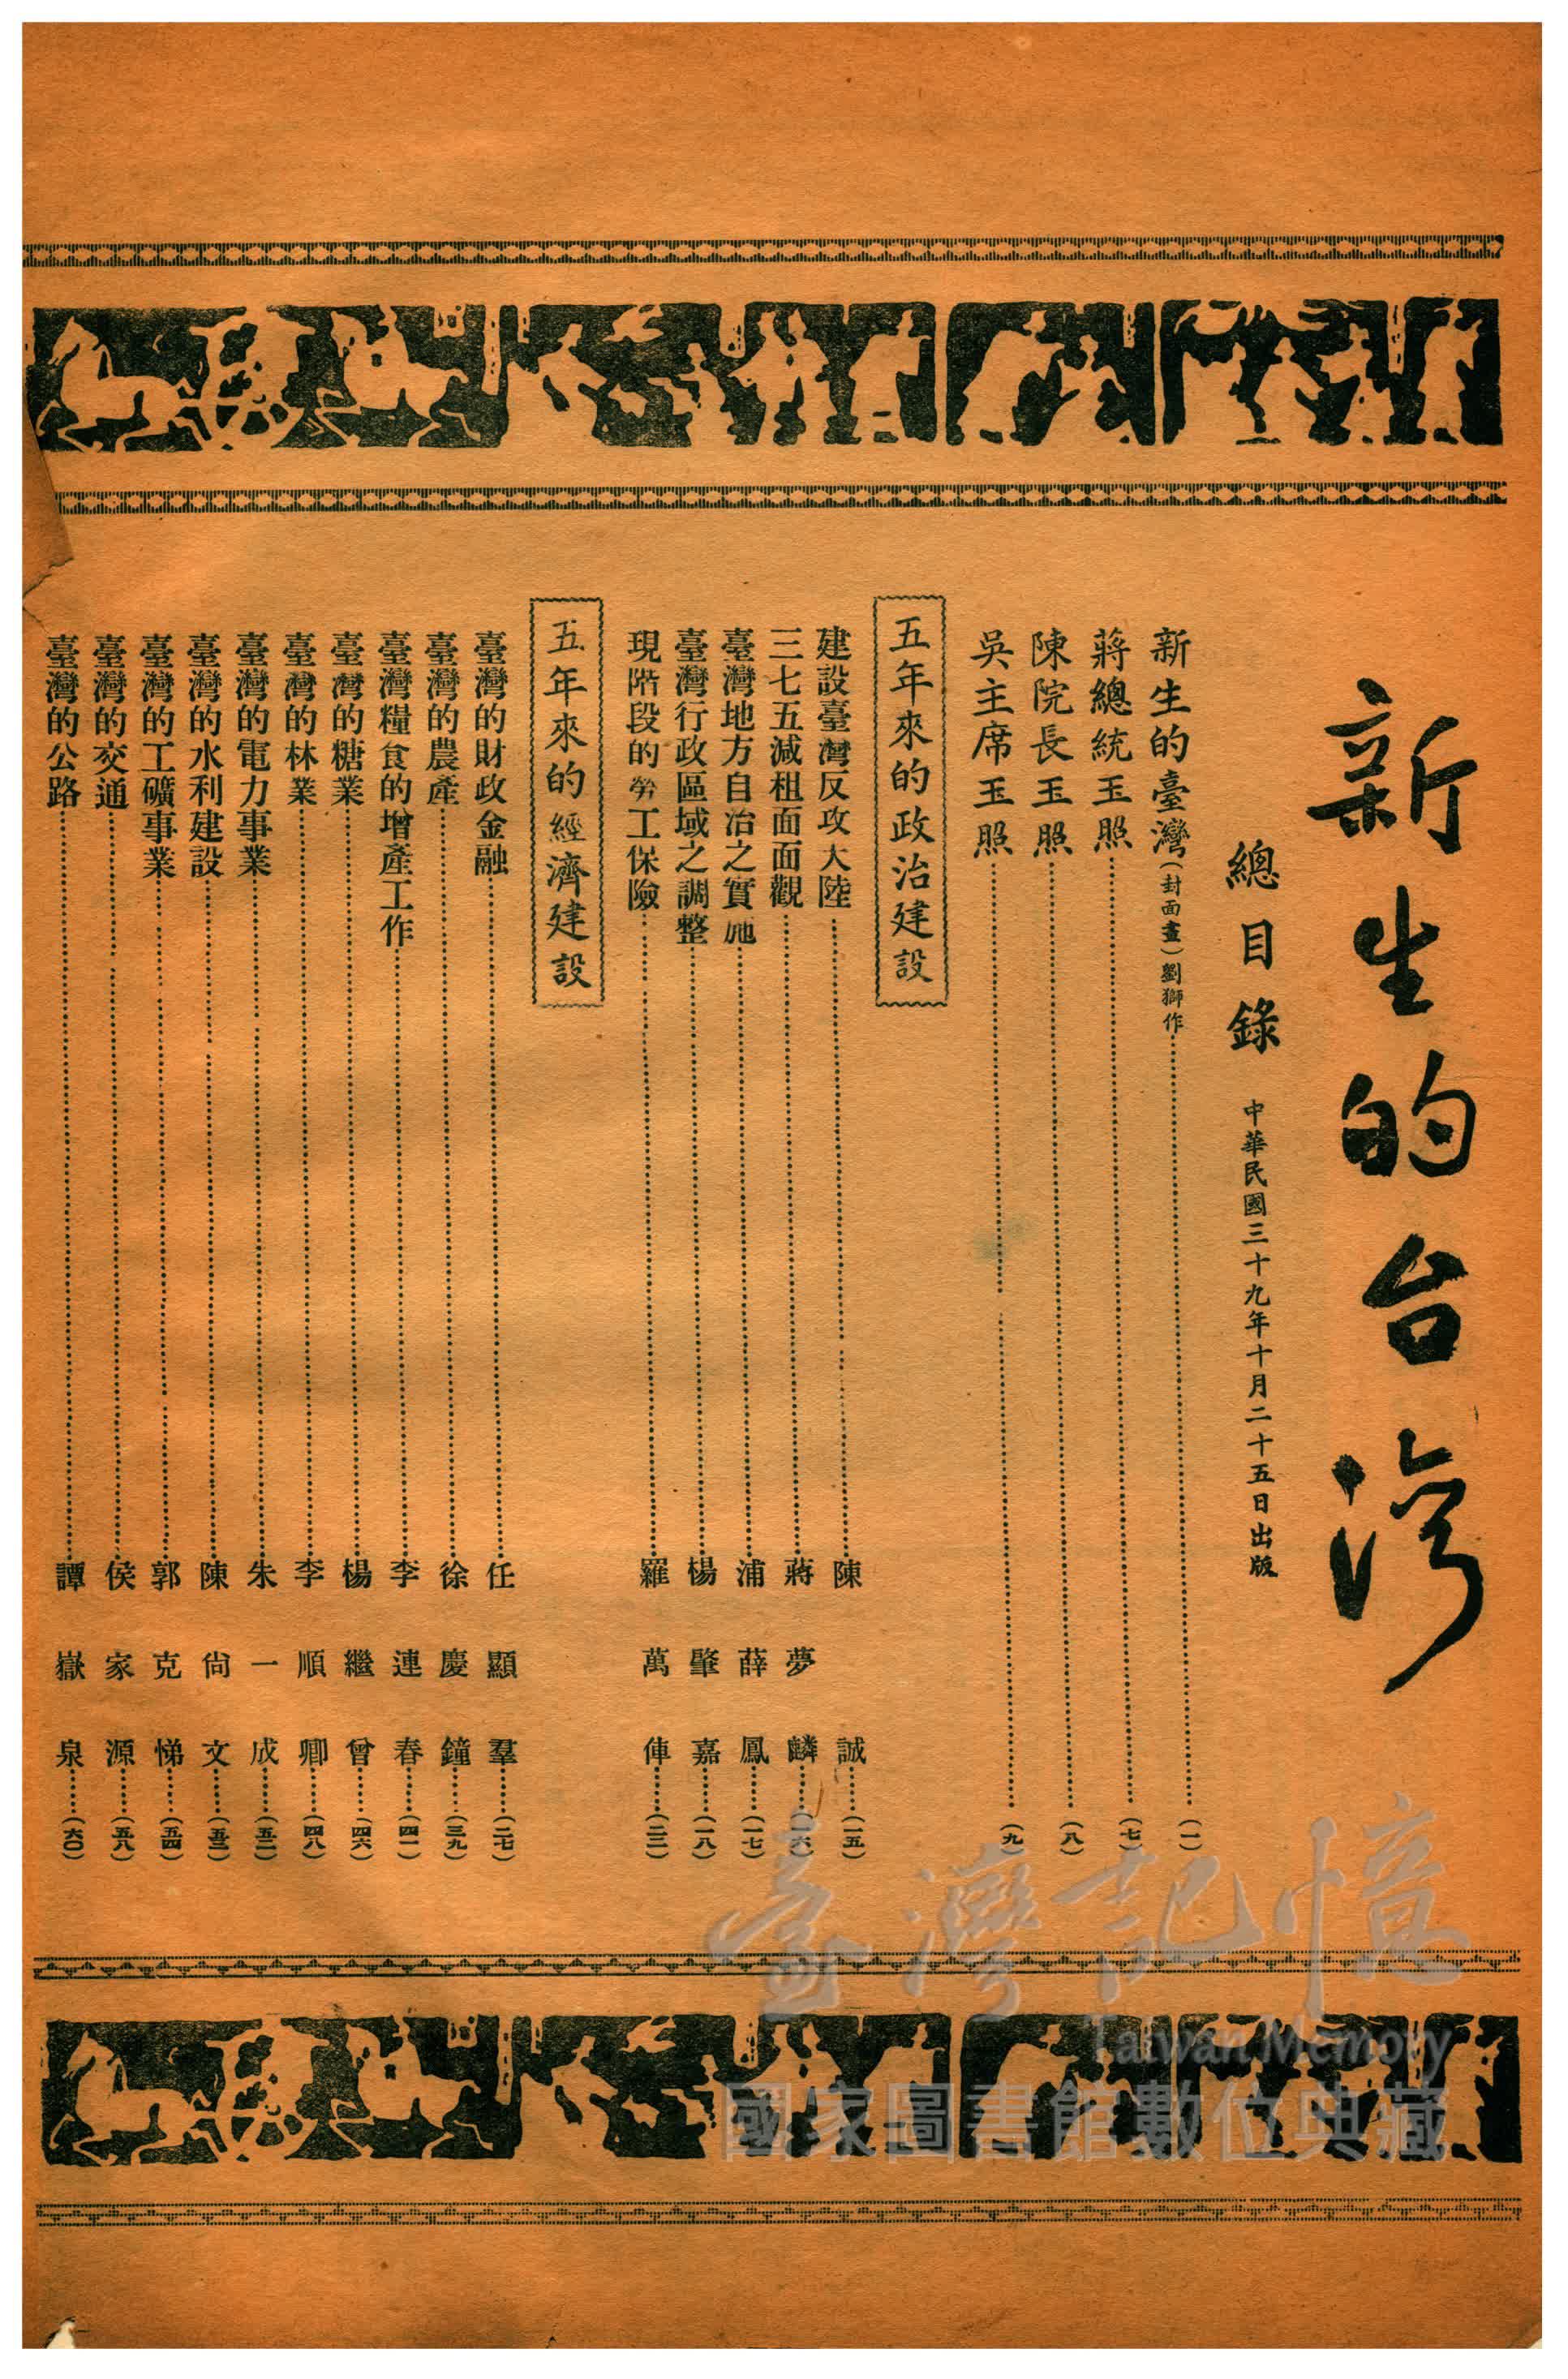 新生的台湾
總目錄 中華民國三十九年十月二十五日出版
新生的臺灣(封面畫)劉獅作(一)
蔣總統玉照(七)
陳院長玉照(八)
吳主席玉照(九)
五年來的政治建設
建設臺灣反攻大陸 陳誠(一五)
三七五減租面面觀 蔣夢麟(一六)
臺灣地方自治之實施 浦薛鳳(一七)
臺灣行政區域之調整 楊肇嘉(一八)
現階段的勞工保險 羅萬俥(二二)
五年來的經濟建設
臺灣的財政金融 任顯羣(二七)
臺灣的農產 徐慶鐘(三九)
臺灣糧食的增產工作 李連春(四一)
臺灣的糖業 楊繼曾(四六)
臺灣的林業 李順卿(四八)
臺灣的電力事業 朱一成(五二)
臺灣的水利建設 陳尙文(五三)
臺灣的工礦事業 郭克悌(五四)
臺灣的交通 侯家源(五八)
臺灣的公路 譚嶽泉(六〇)
臺灣記憶
Taiwan Memory
國家圖書館數位典藏